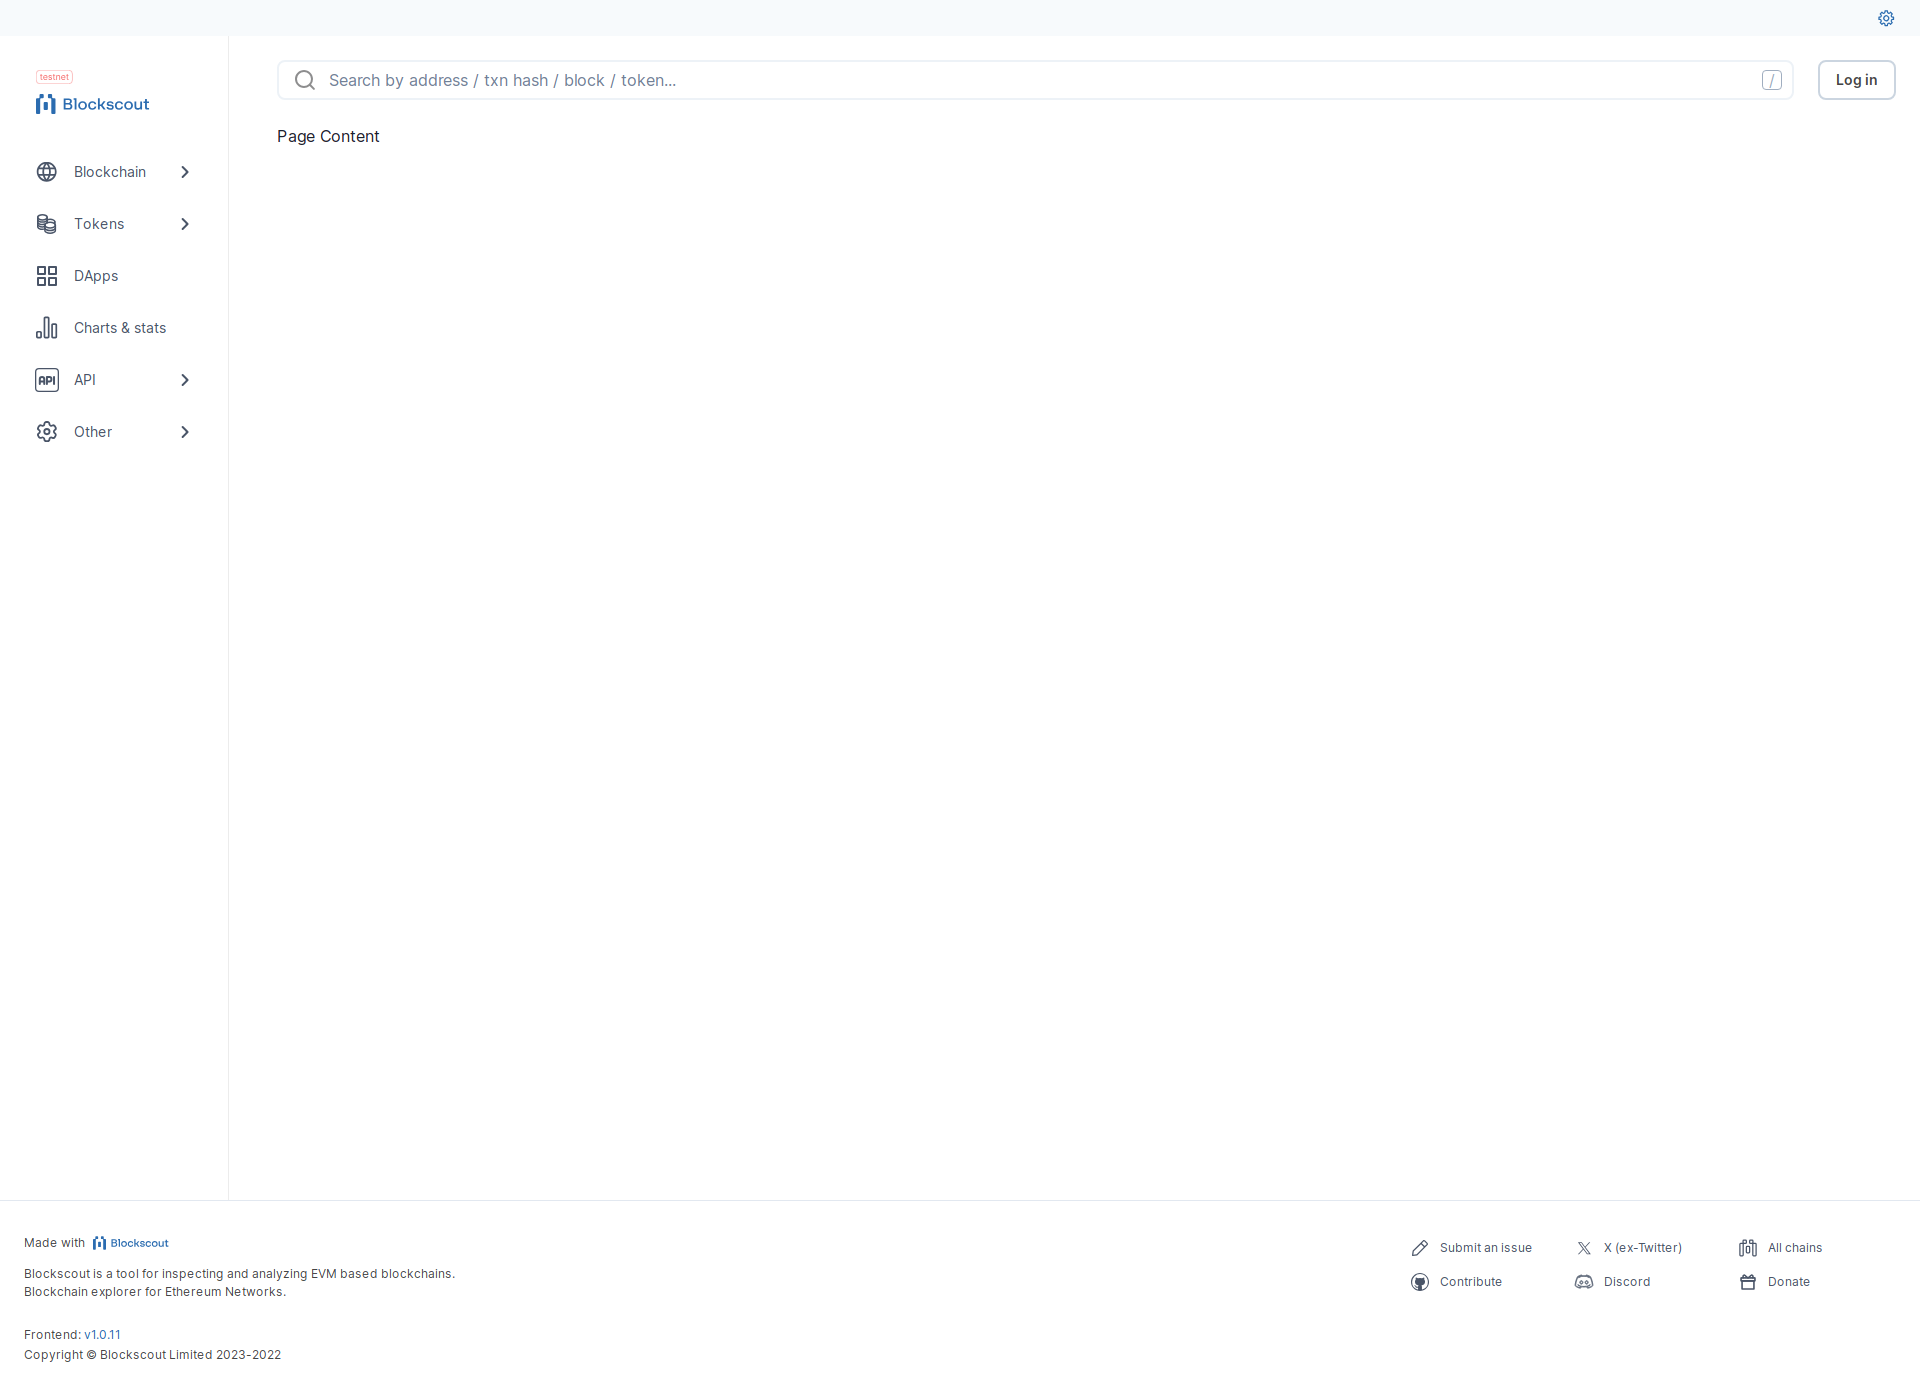 testnet
Blockscout
Search by address / txn hash / block / token...
/
Log in
Page Content
Blockchain
Tokens
DApps
Charts & stats
API
API
Other
Made with Blockscout
Blockscout is a tool for inspecting and analyzing EVM based blockchains.
Blockchain explorer for Ethereum Networks.
Frontend: v1.0.11
Copyright © Blockscout Limited 2023-2022
Submit an issue
X (ex-Twitter)
All chains
Contribute
Discord
Donate